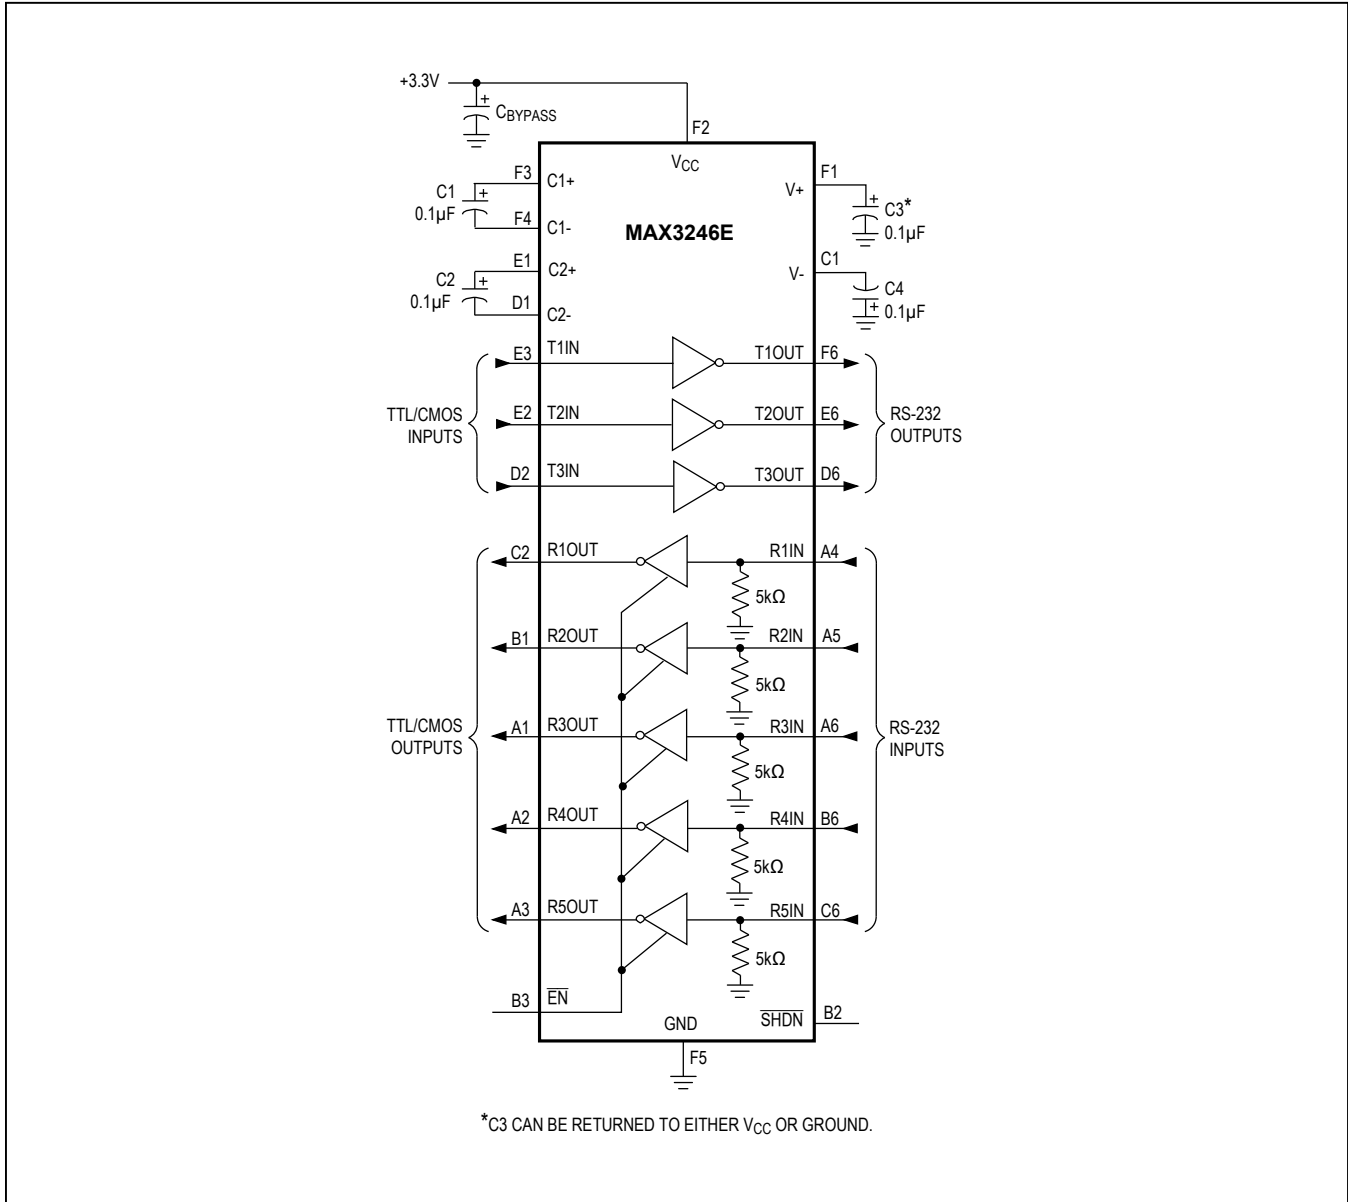 +3.3V
CBYPASS
F2
VCC
F3
C1+
C1
0.1µF
F4
C1-
E1
C2+
C2
0.1µF
D1
C2-
MAX3246E
F1
V+
C3*
0.1µF
C1
V-
C4
0.1µF
E3 T1IN T1OUT F6
TTL/CMOS
INPUTS
E2 T2IN T2OUT E6
RS-232
OUTPUTS
D2 T3IN T3OUT D6
C2 R1OUT R1IN A4
5kΩ
B1 R2OUT R2IN A5
5kΩ
TTL/CMOS
OUTPUTS
A1 R3OUT R3IN A6
RS-232
INPUTS
5kΩ
A2 R4OUT R4IN B6
5kΩ
A3 R5OUT R5IN C6
5kΩ
B3 EN
GND
SHDN B2
F5
*C3 CAN BE RETURNED TO EITHER VCC OR GROUND.